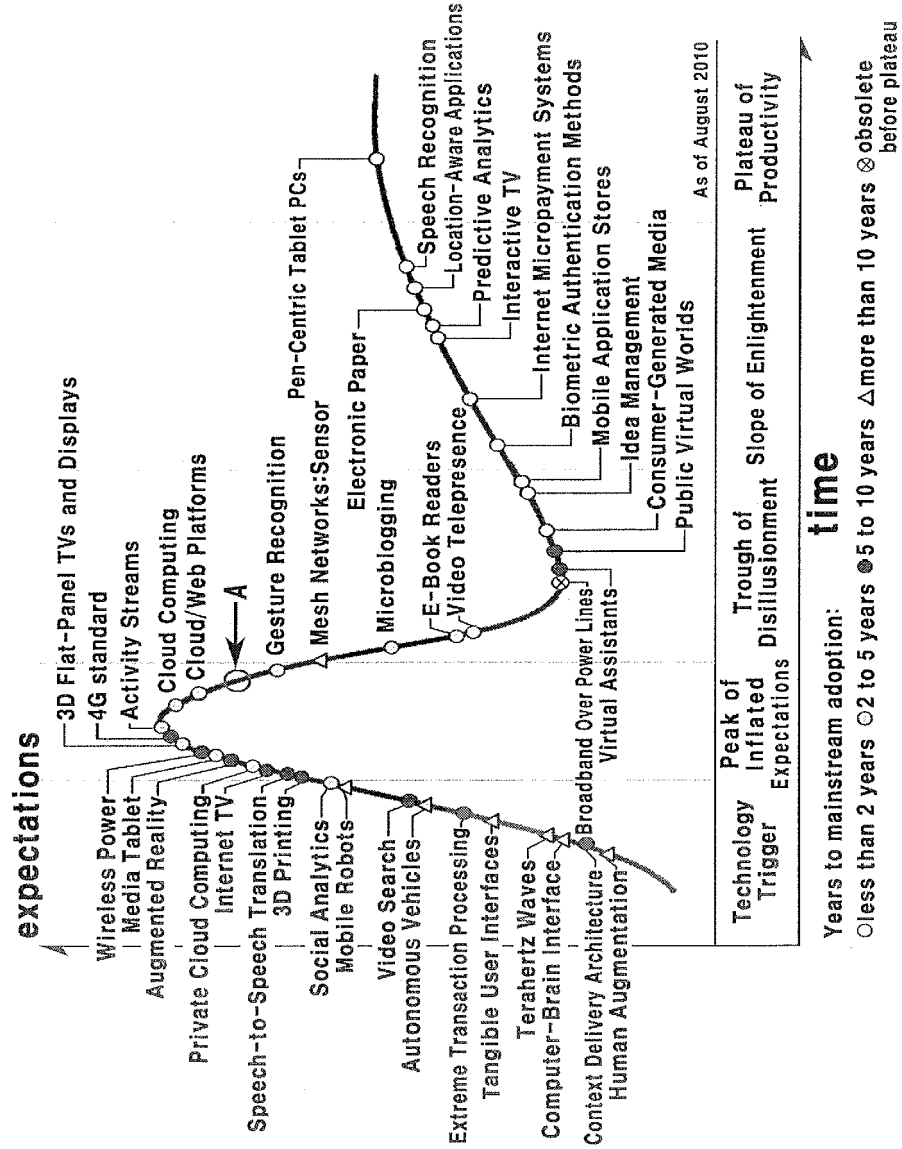 expectations
3D Flat-Panel TVs and Displays
4G standard
Activity Streams
Wireless Power
Media Tablet
Augmented Reality
Cloud Computing
Cloud/Web Platforms
Private Cloud Computing
Internet TV
A
Speech-to-Speech Translation
3D Printing
Gesture Recognition
Social Analytics
Mobile Robots
Mesh Networks:Sensor
Video Search
Autonomous Vehicles
Microblogging
Extreme Transaction Processing
Tangible User Interfaces
E-Book Readers
Video Telepresence
Terahertz Waves
Computer-Brain Interface
Context Delivery Architecture
Human Augmentation
Broadband Over Power Lines
Virtual Assistants
Pen-Centric Tablet PCs
Electronic Paper
Speech Recognition
Location-Aware Applications
Predictive Analytics
Interactive TV
Internet Micropayment Systems
Biometric Authentication Methods
Mobile Application Stores
Idea Management
Consumer-Generated Media
Public Virtual Worlds
As of August 2010
Technology
Trigger
Peak of
Inflated
Expectations
Trough of
Disillusionment
Slope of Enlightenment
Plateau of
Productivity
time
Years to mainstream adoption:
○less than 2 years ○2 to 5 years ●5 to 10 years △more than 10 years ⊗obsolete
before plateau